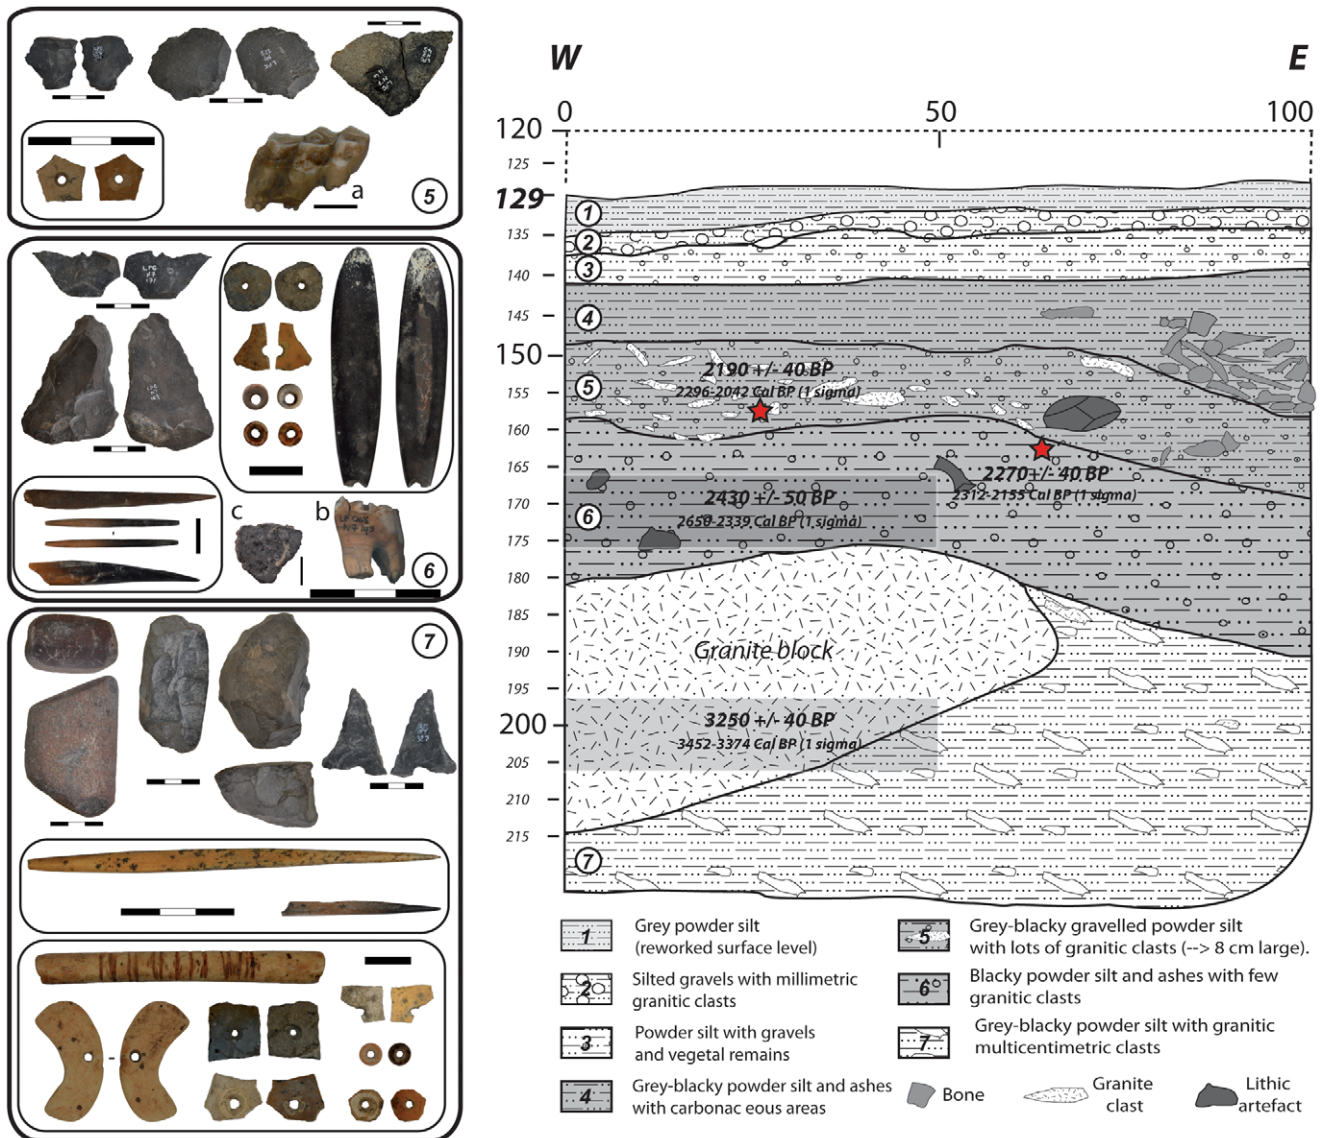 5
a
c
b
6
7
W
E
0
50
100
120
125
129
135
140
145
150
155
160
165
170
175
180
185
190
195
200
205
210
215
1
2
3
4
5
6
7
2190 +/- 40 BP
2296-2042 Cal BP (1 sigma)
2270+/- 40 BP
2312-2155 Cal BP (1 sigma)
2430 +/- 50 BP
2650-2339 Cal BP (1 sigma)
Granite block
3250 +/- 40 BP
3452-3374 Cal BP (1 sigma)
1
Grey powder silt
(reworked surface level)
2
Silted gravels with millimetric
granitic clasts
3
Powder silt with gravels
and vegetal remains
4
Grey-blacky powder silt and ashes
with carbonac eous areas
5
Grey-blacky gravelled powder silt
with lots of granitic clasts (--> 8 cm large).
6
Blacky powder silt and ashes with few
granitic clasts
7
Grey-blacky powder silt with granitic
multicentimetric clasts
Bone
Granite
clast
Lithic
artefact